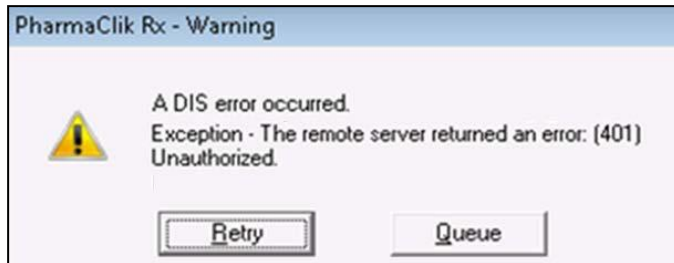 PharmaClik Rx - Warning
A DIS error occurred.
Exception - The remote server returned an error: (401)
Unauthorized.
Retry
Queue